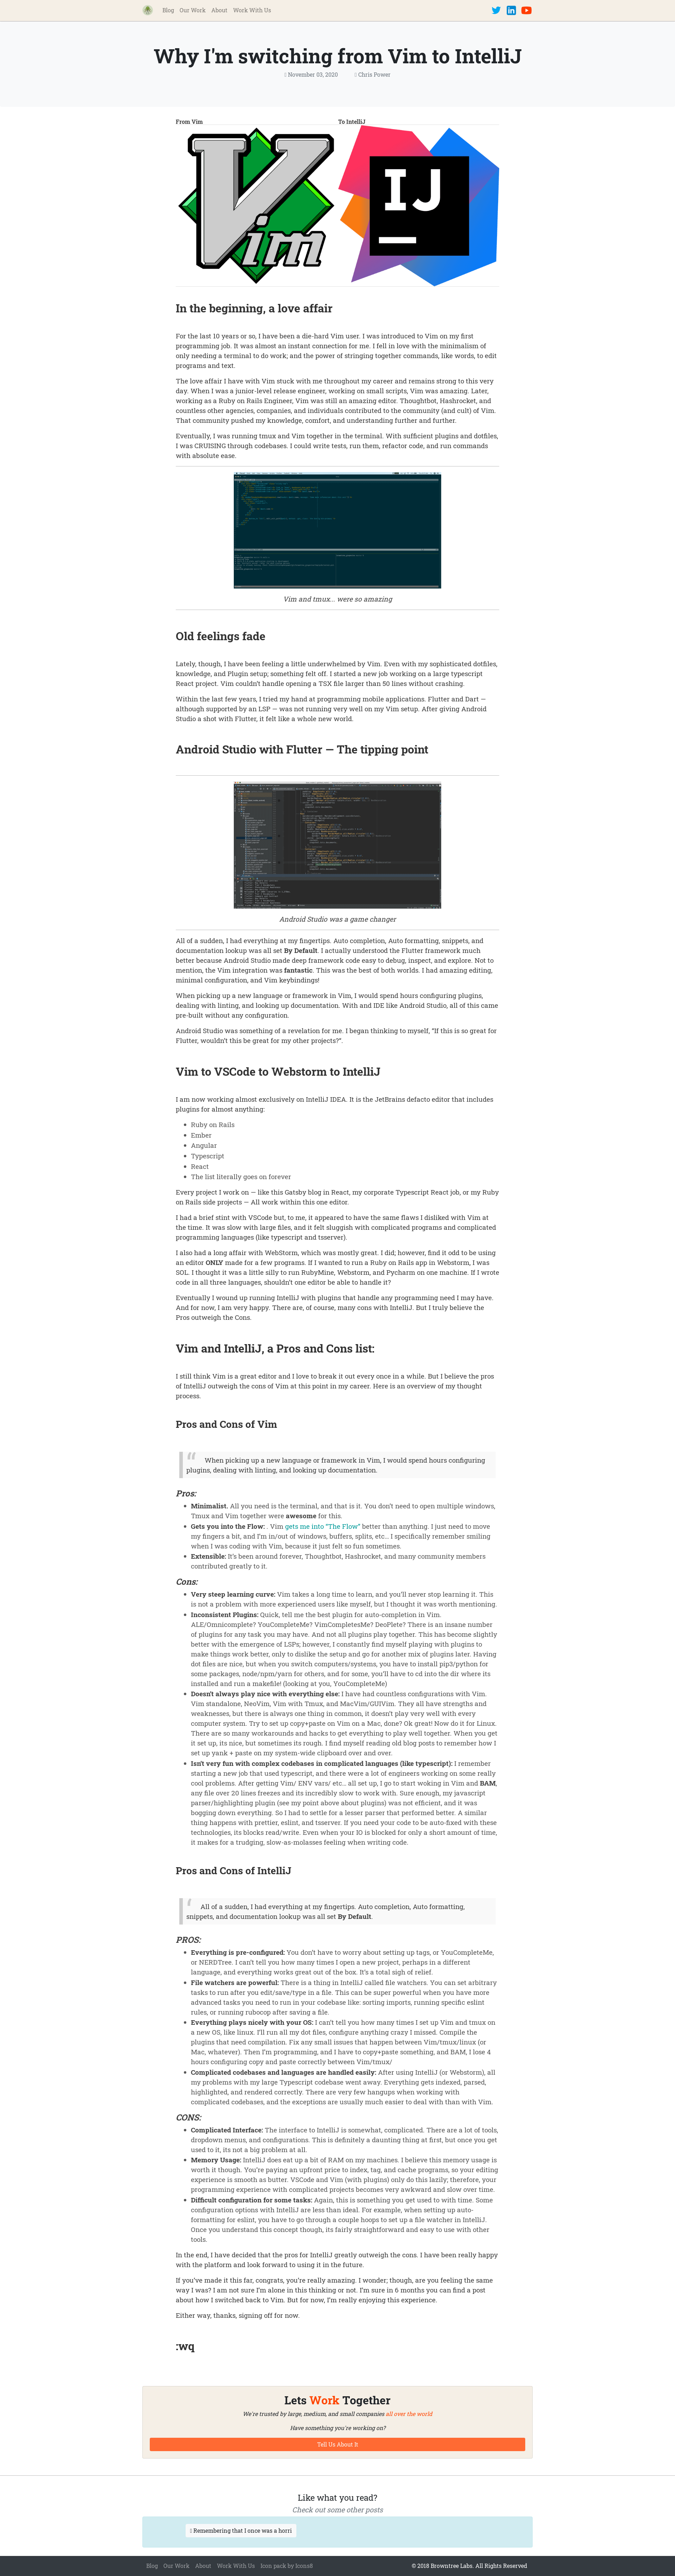 Blog Our Work About Work With Us
Why I'm switching from Vim to IntelliJ
November 03, 2020 Chris Power
From Vim To IntelliJ
Vim IJ
In the beginning, a love affair
For the last 10 years or so, I have been a die-hard Vim user. I was introduced to Vim on my first
programming job. It was almost an instant connection for me. I fell in love with the minimalism of
only needing a terminal to do work; and the power of stringing together commands, like words, to edit
programs and text.
The love affair I have with Vim stuck with me throughout my career and remains strong to this very
day. When I was a junior-level release engineer, working on small scripts, Vim was amazing. Later,
working as a Ruby on Rails Engineer, Vim was still an amazing editor. Thoughtbot, Hashrocket, and
countless other agencies, companies, and individuals contributed to the community (and cult) of Vim.
That community pushed my knowledge, comfort, and understanding further and further.
Eventually, I was running tmux and Vim together in the terminal. With sufficient plugins and dotfiles,
I was CRUISING through codebases. I could write tests, run them, refactor code, and run commands
with absolute ease.
Vim and tmux... were so amazing
Old feelings fade
Lately, though, I have been feeling a little underwhelmed by Vim. Even with my sophisticated dotfiles,
knowledge, and Plugin setup; something felt off. I started a new job working on a large typescript
React project. Vim couldn't handle opening a TSX file larger than 50 lines without crashing.
Within the last few years, I tried my hand at programming mobile applications. Flutter and Dart —
although supported by an LSP — was not running very well on my Vim setup. After giving Android
Studio a shot with Flutter, it felt like a whole new world.
Android Studio with Flutter — The tipping point
Android Studio was a game changer
All of a sudden, I had everything at my fingertips. Auto completion, Auto formatting, snippets, and
documentation lookup was all set By Default. I actually understood the Flutter framework much
better because Android Studio made deep framework code easy to debug, inspect, and explore. Not to
mention, the Vim integration was fantastic. This was the best of both worlds. I had amazing editing,
minimal configuration, and Vim keybindings!
When picking up a new language or framework in Vim, I would spend hours configuring plugins,
dealing with linting, and looking up documentation. With and IDE like Android Studio, all of this came
pre-built without any configuration.
Android Studio was something of a revelation for me. I began thinking to myself, "If this is so great for
Flutter, wouldn't this be great for my other projects?".
Vim to VSCode to Webstorm to IntelliJ
I am now working almost exclusively on IntelliJ IDEA. It is the JetBrains defacto editor that includes
plugins for almost anything:
Ruby on Rails
Ember
Angular
Typescript
React
The list literally goes on forever
Every project I work on — like this Gatsby blog in React, my corporate Typescript React job, or my Ruby
on Rails side projects — All work within this one editor.
I had a brief stint with VSCode but, to me, it appeared to have the same flaws I disliked with Vim at
the time. It was slow with large files, and it felt sluggish with complicated programs and complicated
programming languages (like typescript and tsserver).
I also had a long affair with WebStorm, which was mostly great. I did; however, find it odd to be using
an editor ONLY made for a few programs. If I wanted to run a Ruby on Rails app in Webstorm, I was
SOL. I thought it was a little silly to run RubyMine, Webstorm, and Pycharm on one machine. If I wrote
code in all three languages, shouldn't one editor be able to handle it?
Eventually I wound up running IntelliJ with plugins that handle any programming need I may have.
And for now, I am very happy. There are, of course, many cons with IntelliJ. But I truly believe the
Pros outweigh the Cons.
Vim and IntelliJ, a Pros and Cons list:
I still think Vim is a great editor and I love to break it out every once in a while. But I believe the pros
of IntelliJ outweigh the cons of Vim at this point in my career. Here is an overview of my thought
process.
Pros and Cons of Vim
When picking up a new language or framework in Vim, I would spend hours configuring
plugins, dealing with linting, and looking up documentation.
Pros:
Minimalist. All you need is the terminal, and that is it. You don't need to open multiple windows,
Tmux and Vim together were awesome for this.
Gets you into the Flow: . Vim gets me into "The Flow" better than anything. I just need to move
my fingers a bit, and I'm in/out of windows, buffers, splits, etc... I specifically remember smiling
when I was coding with Vim, because it just felt so fun sometimes.
Extensible: It's been around forever, Thoughtbot, Hashrocket, and many community members
contributed greatly to it.
Cons:
Very steep learning curve: Vim takes a long time to learn, and you'll never stop learning it. This
is not a problem with more experienced users like myself, but I thought it was worth mentioning.
Inconsistent Plugins: Quick, tell me the best plugin for auto-completion in Vim.
ALE/Omnicomplete? YouCompleteMe? VimCompletesMe? DeoPlete? There is an insane number
of plugins for any task you may have. And not all plugins play together. This has become slightly
better with the emergence of LSPs; however, I constantly find myself playing with plugins to
make things work better, only to dislike the setup and go for another mix of plugins later. Having
dot files are nice, but when you switch computers/systems, you have to install pip3/python for
some packages, node/npm/yarn for others, and for some, you'll have to cd into the dir where its
installed and run a makefile! (looking at you, YouCompleteMe)
Doesn't always play nice with everything else: I have had countless configurations with Vim.
Vim standalone, NeoVim, Vim with Tmux, and MacVim/GUIVim. They all have strengths and
weaknesses, but there is always one thing in common, it doesn't play very well with every
computer system. Try to set up copy+paste on Vim on a Mac, done? Ok great! Now do it for Linux.
There are so many workarounds and hacks to get everything to play well together. When you get
it set up, its nice, but sometimes its rough. I find myself reading old blog posts to remember how I
set up yank + paste on my system-wide clipboard over and over.
Isn't very fun with complex codebases in complicated languages (like typescript): I remember
starting a new job that used typescript, and there were a lot of engineers working on some really
cool problems. After getting Vim/ ENV vars/ etc... all set up, I go to start woking in Vim and BAM,
any file over 20 lines freezes and its incredibly slow to work with. Sure enough, my javascript
parser/highlighting plugin (see my point above about plugins) was not efficient, and it was
bogging down everything. So I had to settle for a lesser parser that performed better. A similar
thing happens with prettier, eslint, and tsserver. If you need your code to be auto-fixed with these
technologies, its blocks read/write. Even when your IO is blocked for only a short amount of time,
it makes for a trudging, slow-as-molasses feeling when writing code.
Pros and Cons of IntelliJ
All of a sudden, I had everything at my fingertips. Auto completion, Auto formatting,
snippets, and documentation lookup was all set By Default.
PROS:
Everything is pre-configured: You don't have to worry about setting up tags, or YouCompleteMe,
or NERDTree. I can't tell you how many times I open a new project, perhaps in a different
language, and everything works great out of the box. It's a total sigh of relief.
File watchers are powerful: There is a thing in IntelliJ called file watchers. You can set arbitrary
tasks to run after you edit/save/type in a file. This can be super powerful when you have more
advanced tasks you need to run in your codebase like: sorting imports, running specific eslint
rules, or running rubocop after saving a file.
Everything plays nicely with your OS: I can't tell you how many times I set up Vim and tmux on
a new OS, like linux. I'll run all my dot files, configure anything crazy I missed. Compile the
plugins that need compilation. Fix any small issues that happen between Vim/tmux/linux (or
Mac, whatever). Then I'm programming, and I have to copy+paste something, and BAM, I lose 4
hours configuring copy and paste correctly between Vim/tmux/
Complicated codebases and languages are handled easily: After using IntelliJ (or Webstorm), all
my problems with my large Typescript codebase went away. Everything gets indexed, parsed,
highlighted, and rendered correctly. There are very few hangups when working with
complicated codebases, and the exceptions are usually much easier to deal with than with Vim.
CONS:
Complicated Interface: The interface to IntelliJ is somewhat, complicated. There are a lot of tools,
dropdown menus, and configurations. This is definitely a daunting thing at first, but once you get
used to it, its not a big problem at all.
Memory Usage: IntelliJ does eat up a bit of RAM on my machines. I believe this memory usage is
worth it though. You're paying an upfront price to index, tag, and cache programs, so your editing
experience is smooth as butter. VSCode and Vim (with plugins) only do this lazily; therefore, your
programming experience with complicated projects becomes very awkward and slow over time.
Difficult configuration for some tasks: Again, this is something you get used to with time. Some
configuration options with IntelliJ are less than ideal. For example, when setting up auto-
formatting for eslint, you have to go through a couple hoops to set up a file watcher in IntelliJ.
Once you understand this concept though, its fairly straightforward and easy to use with other
tools.
In the end, I have decided that the pros for IntelliJ greatly outweigh the cons. I have been really happy
with the platform and look forward to using it in the future.
If you've made it this far, congrats, you're really amazing. I wonder; though, are you feeling the same
way I was? I am not sure I'm alone in this thinking or not. I'm sure in 6 months you can find a post
about how I switched back to Vim. But for now, I'm really enjoying this experience.
Either way, thanks, signing off for now.
:wq
Lets Work Together
We're trusted by large, medium, and small companies all over the world
Have something you're working on?
Tell Us About It
Like what you read?
Check out some other posts
Remembering that I once was a horri
Blog Our Work About Work With Us Icon pack by Icons8 © 2018 Browntree Labs. All Rights Reserved